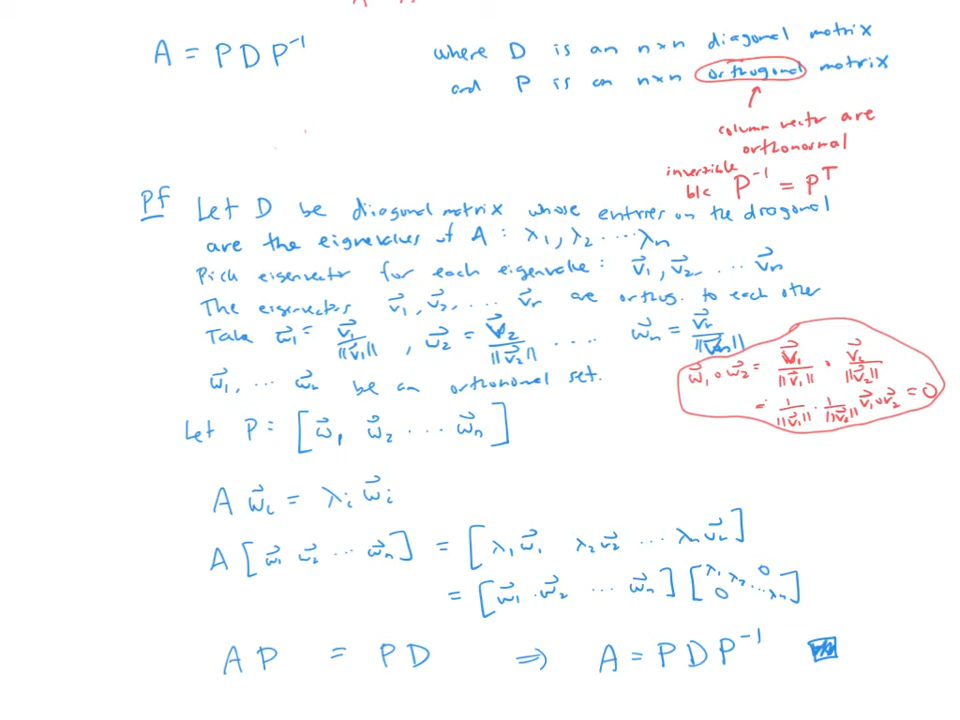 A = P D P⁻¹ where D is an n×n diagonal matrix
and P is an n×n orthogonal matrix
column vector are
orthonormal
invertible
b/c P⁻¹ = Pᵀ
Pf Let D be diagonal matrix whose entries on the diagonal
are the eigenvalues of A : λ₁, λ₂ ⋯ λₙ
Pick eigenvector for each eigenvalue : v⃗₁, v⃗₂, ⋯ v⃗ₙ
The eigenvectors v⃗₁, v⃗₂, ⋯ v⃗ₙ are orthog. to each other
Take w⃗₁ = v⃗₁/||v⃗₁|| , w⃗₂ = v⃗₂/||v⃗₂|| ⋯ w⃗ₙ = v⃗ₙ/||v⃗ₙ||
w⃗₁, ⋯ w⃗ₙ be an orthonormal set.
w⃗₁ ∘ w⃗₂ = v⃗₁/||v⃗₁|| · v⃗₂/||v⃗₂||
= 1/||v⃗₁|| · 1/||v⃗₂|| v⃗₁ ∘ v⃗₂ = 0
Let P = [w⃗₁ w⃗₂ ⋯ w⃗ₙ]
A w⃗ᵢ = λᵢ w⃗ᵢ
A [w⃗₁ w⃗₂ ⋯ w⃗ₙ] = [λ₁w⃗₁ λ₂w⃗₂ ⋯ λₙw⃗ₙ]
= [w⃗₁ w⃗₂ ⋯ w⃗ₙ] [λ₁ λ₂ 0 0 ⋯ λₙ]
A P = P D ⇒ A = P D P⁻¹